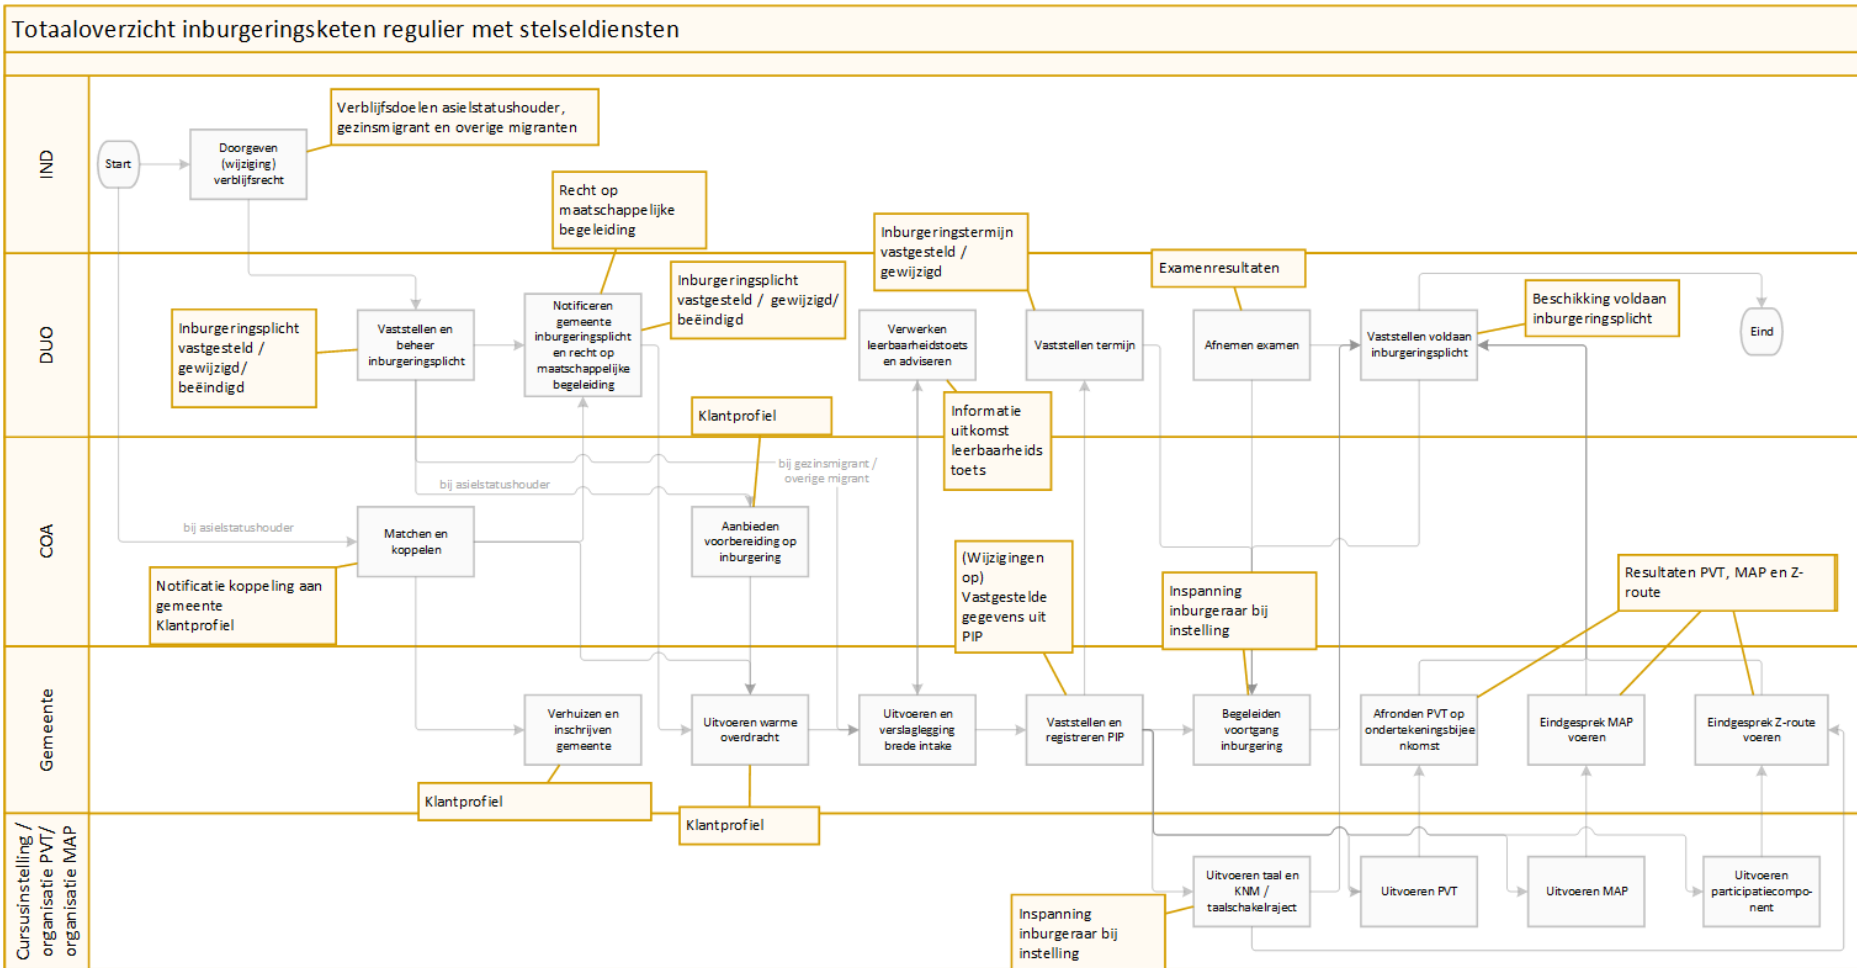 Totaaloverzicht inburgeringsketen regulier met stelseldiensten
IND
Start
Doorgeven
(wijziging)
verblijfsrecht
Verblijfsdoelen asielstatushouder,
gezinsmigrant en overige migranten
Recht op
maatschappelijke
begeleiding
Inburgeringstermijn
vastgesteld /
gewijzigd
Examenresultaten
DUO
Inburgeringsplicht
vastgesteld /
gewijzigd/
beëindigd
Vaststellen en
beheer
inburgeringsplicht
Notificeren
gemeente
inburgeringsplicht
en recht op
maatschappelijke
begeleiding
Inburgeringsplicht
vastgesteld / gewijzigd/
beëindigd
Verwerken
leerbaarheidstoets
en adviseren
Vaststellen termijn
Afnemen examen
Vaststellen voldaan
inburgeringsplicht
Beschikking voldaan
inburgeringsplicht
Eind
Klantprofiel
Informatie
uitkomst
leerbaarheids
toets
COA
bij asielstatushouder
bij asielstatushouder
bij gezinsmigrant /
overige migrant
Matchen en
koppelen
Aanbieden
voorbereiding op
inburgering
Notificatie koppeling aan
gemeente
Klantprofiel
(Wijzigingen
op)
Vastgestelde
gegevens uit
PIP
Inspanning
inburgeraar bij
instelling
Resultaten PVT, MAP en Z-
route
Gemeente
Verhuizen en
inschrijven
gemeente
Uitvoeren warme
overdracht
Uitvoeren en
verslaglegging
brede intake
Vaststellen en
registreren PIP
Begeleiden
voortgang
inburgering
Afronden PVT op
ondertekeningsbijee
nkomst
Eindgesprek MAP
voeren
Eindgesprek Z-route
voeren
Klantprofiel
Klantprofiel
Cursusinstelling /
organisatie PVT/
organisatie MAP
Uitvoeren taal en
KNM /
taalschakelraject
Uitvoeren PVT
Uitvoeren MAP
Uitvoeren
participatiecompo-
nent
Inspanning
inburgeraar bij
instelling